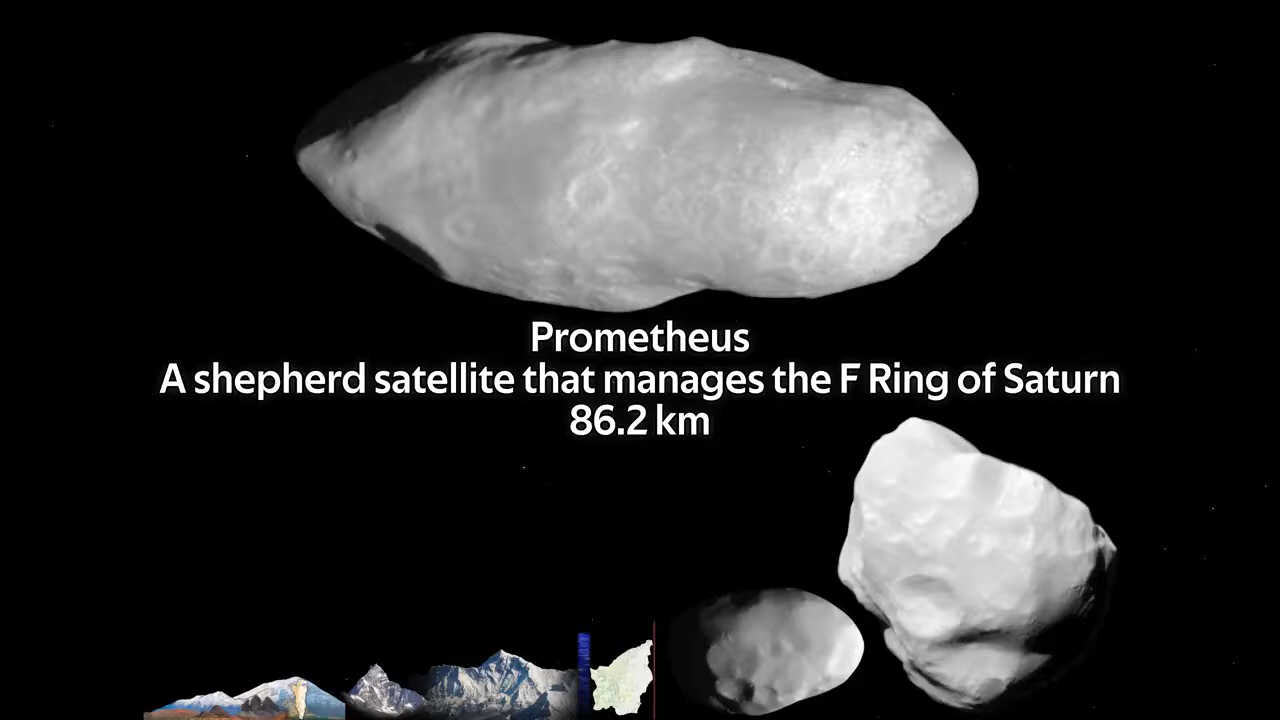 Prometheus
A shepherd satellite that manages the F Ring of Saturn
86.2 km